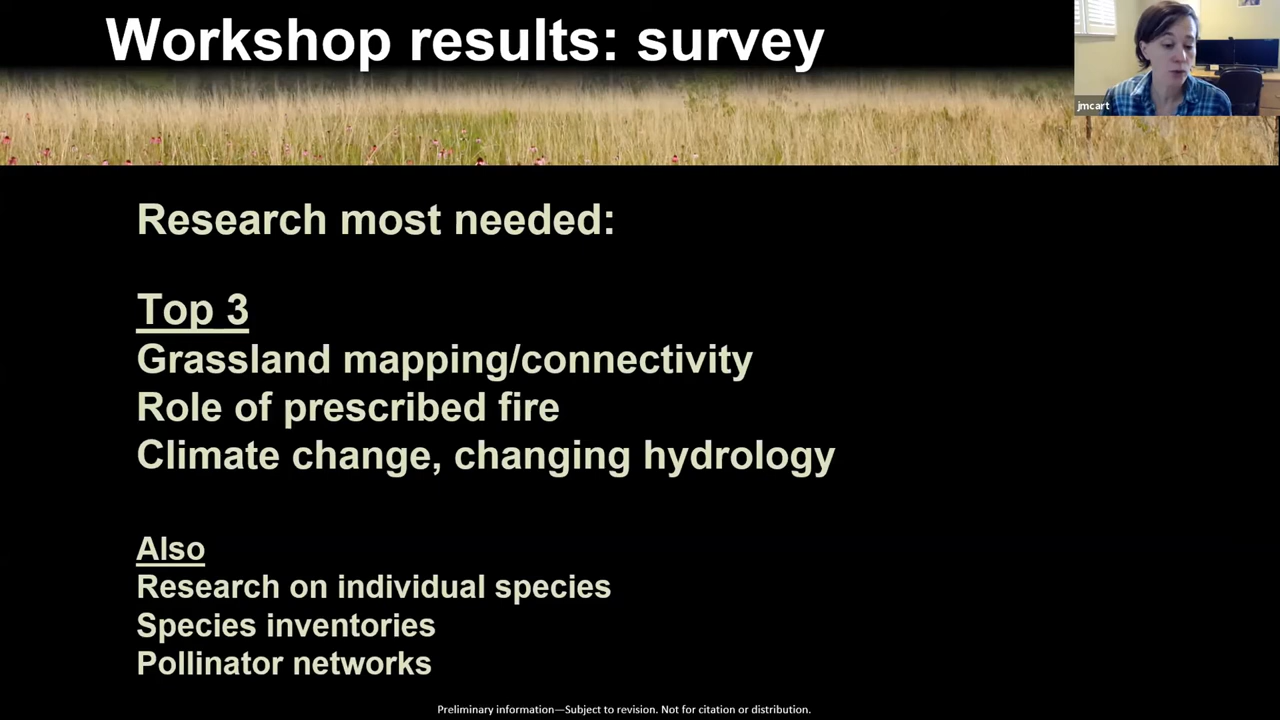 Workshop results: survey
jmcart
Research most needed:
Top 3
Grassland mapping/connectivity
Role of prescribed fire
Climate change, changing hydrology
Also
Research on individual species
Species inventories
Pollinator networks
Preliminary information—Subject to revision. Not for citation or distribution.